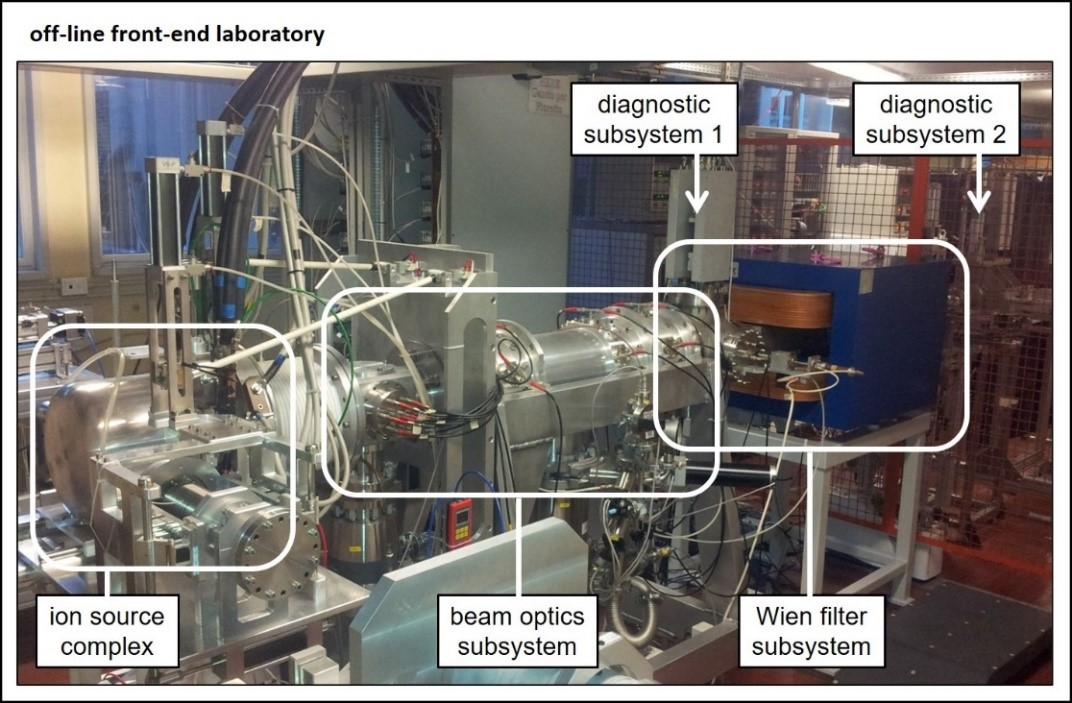 off-line front-end laboratory
diagnostic
subsystem 1
diagnostic
subsystem 2
ion source
complex
beam optics
subsystem
Wien filter
subsystem